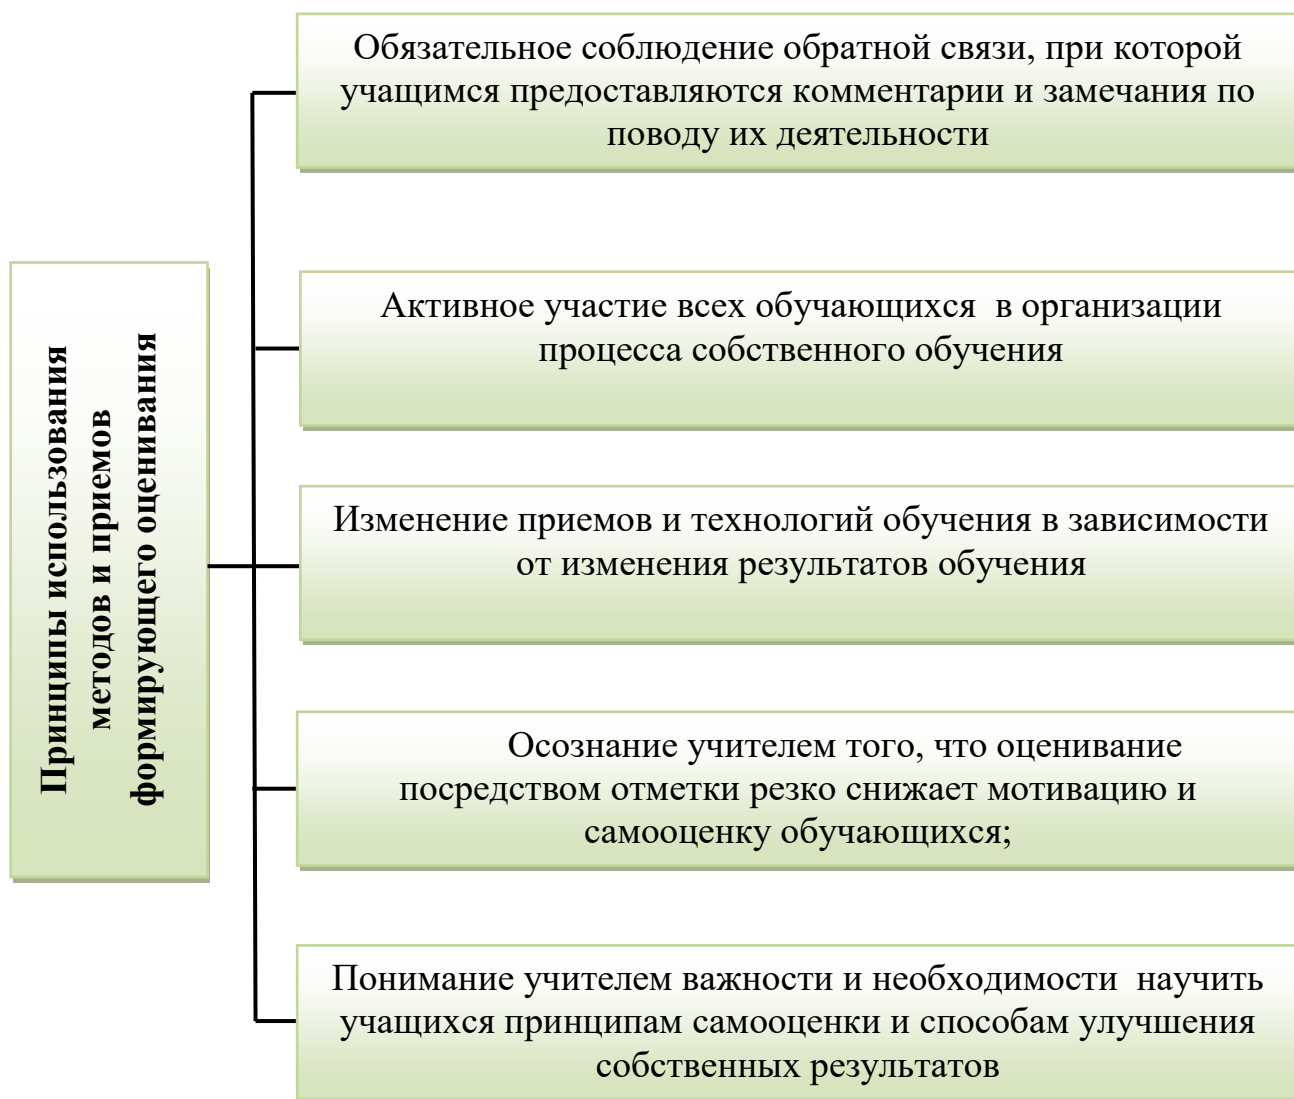 Принципы использования
методов и приемов
формирующего оценивания
Обязательное соблюдение обратной связи, при которой
учащимся предоставляются комментарии и замечания по
поводу их деятельности
Активное участие всех обучающихся  в организации
процесса собственного обучения
Изменение приемов и технологий обучения в зависимости
от изменения результатов обучения
Осознание учителем того, что оценивание
посредством отметки резко снижает мотивацию и
самооценку обучающихся;
Понимание учителем важности и необходимости  научить
учащихся принципам самооценки и способам улучшения
собственных результатов